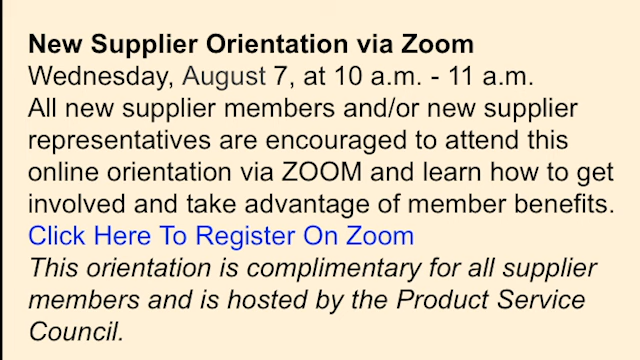 New Supplier Orientation via Zoom
Wednesday, August 7, at 10 a.m. - 11 a.m.
All new supplier members and/or new supplier
representatives are encouraged to attend this
online orientation via ZOOM and learn how to get
involved and take advantage of member benefits.
Click Here To Register On Zoom
This orientation is complimentary for all supplier
members and is hosted by the Product Service
Council.